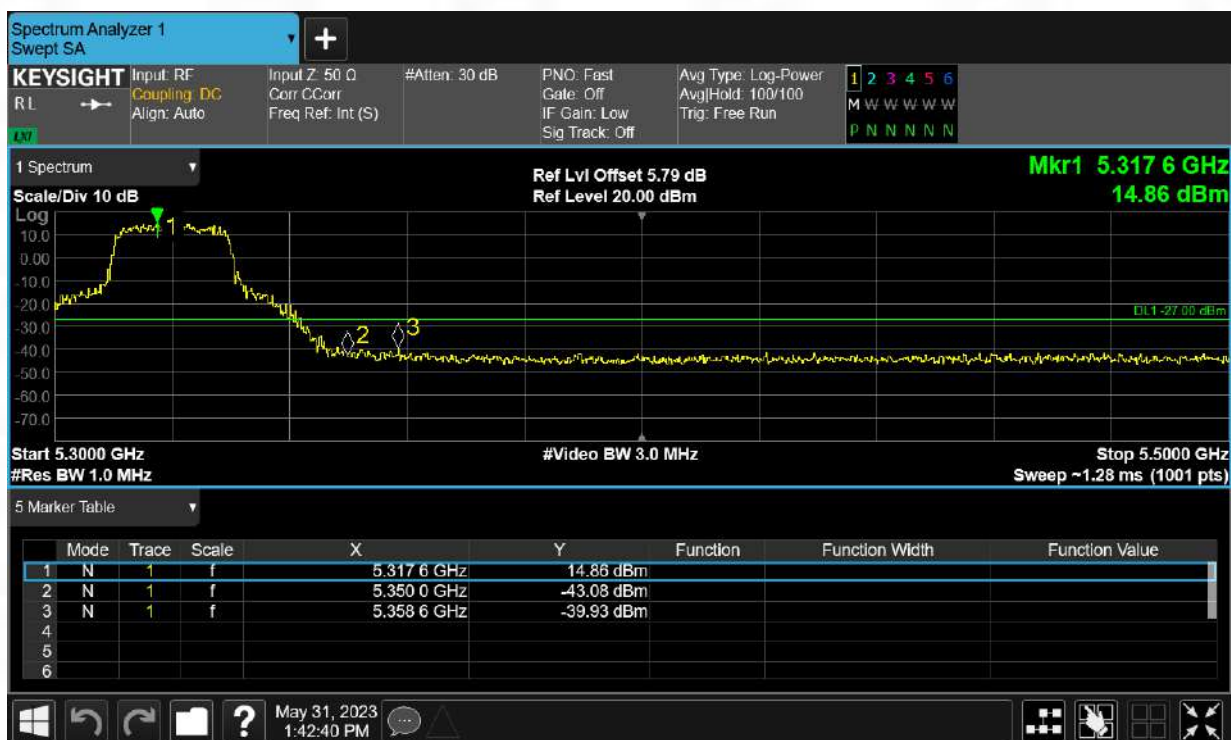 Spectrum Analyzer 1
Swept SA
+
KEYSIGHT
RL
LXI
Input: RF
Coupling: DC
Align: Auto
Input Z: 50 Ω
Corr CCorr
Freq Ref: Int (S)
#Atten: 30 dB
PNO: Fast
Gate: Off
IF Gain: Low
Sig Track: Off
Avg Type: Log-Power
Avg|Hold: 100/100
Trig: Free Run
1 2 3 4 5 6
M W W W W W
P N N N N N
1 Spectrum
Scale/Div 10 dB
Ref Lvl Offset 5.79 dB
Ref Level 20.00 dBm
Mkr1 5.317 6 GHz
14.86 dBm
Log
10.0
0.00
-10.0
-20.0
-30.0
-40.0
-50.0
-60.0
-70.0
1
2
3
DL1 -27.00 dBm
Start 5.3000 GHz
#Video BW 3.0 MHz
Stop 5.5000 GHz
#Res BW 1.0 MHz
Sweep ~1.28 ms (1001 pts)
5 Marker Table
Mode Trace Scale X Y Function Function Width Function Value
1 N 1 f 5.317 6 GHz 14.86 dBm
2 N 1 f 5.350 0 GHz -43.08 dBm
3 N 1 f 5.358 6 GHz -39.93 dBm
4
5
6
?
May 31, 2023
1:42:40 PM